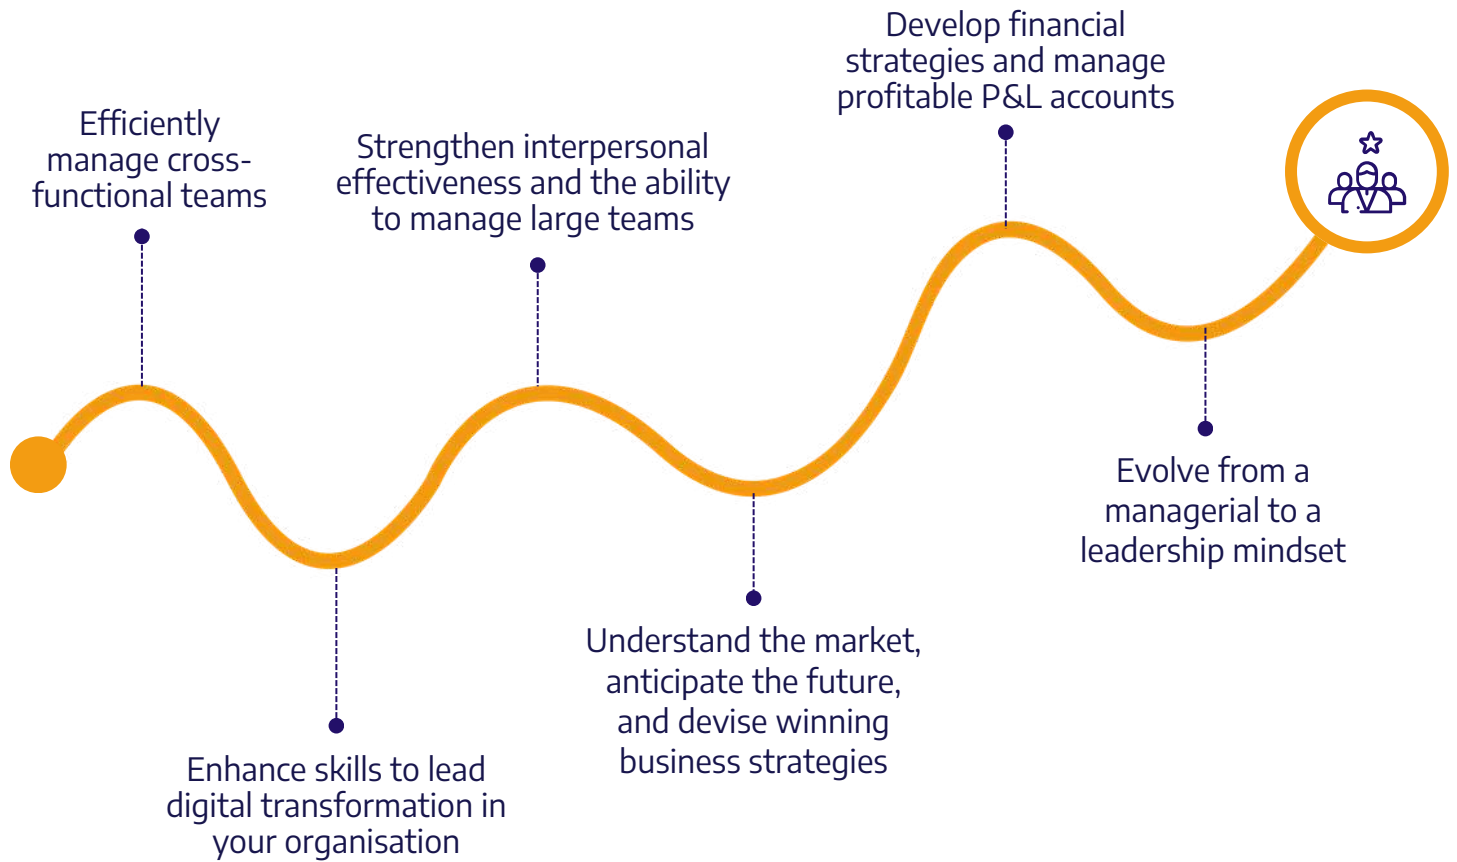 Efficiently
manage cross-
functional teams
Enhance skills to lead
digital transformation in
your organisation
Strengthen interpersonal
effectiveness and the ability
to manage large teams
Understand the market,
anticipate the future,
and devise winning
business strategies
Develop financial
strategies and manage
profitable P&L accounts
Evolve from a
managerial to a
leadership mindset